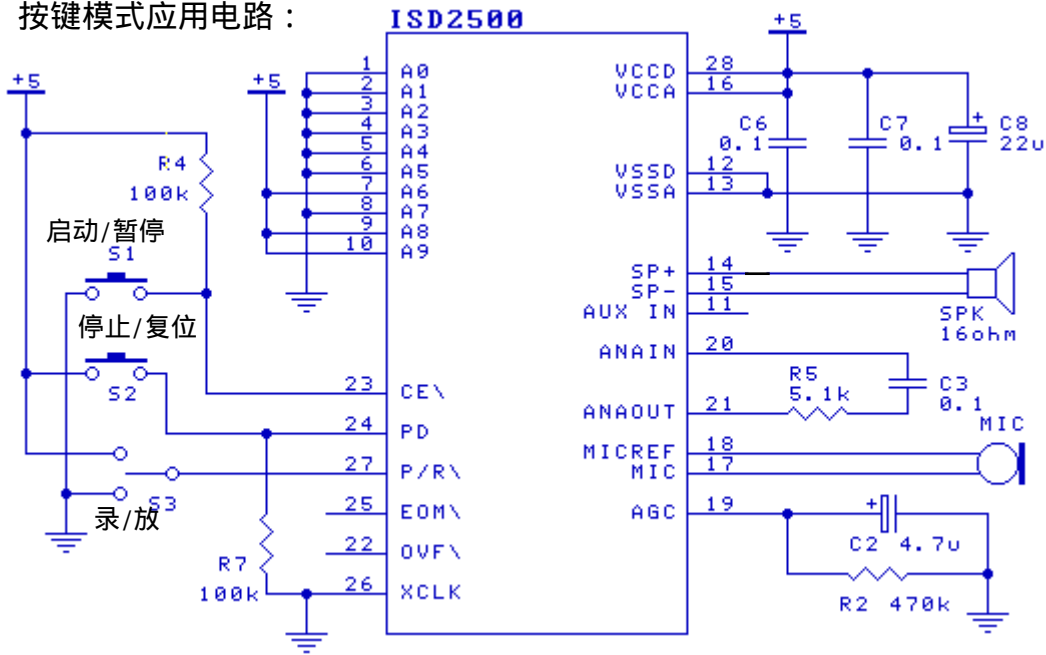 按键模式应用电路：
ISD2500
+5
+5
+5
1
2
3
4
5
6
7
8
9
10
A0
A1
A2
A3
A4
A5
A6
A7
A8
A9
R4
100k
启动/暂停
S1
停止/复位
S2
S3
录/放
R7
100k
23 CE\
24 PD
27 P/R\
25 EOM\
22 OVF\
26 XCLK
VCCD 28
VCCA 16
C6
0.1
C7
0.1
+
C8
22u
VSSD 12
VSSA 13
SP+ 14
SP- 15
AUX IN 11
SPK
16ohm
ANAIN 20
R5
5.1k
C3
0.1
ANAOUT 21
MIC
MICREF 18
MIC 17
AGC 19
+
C2 4.7u
R2 470k